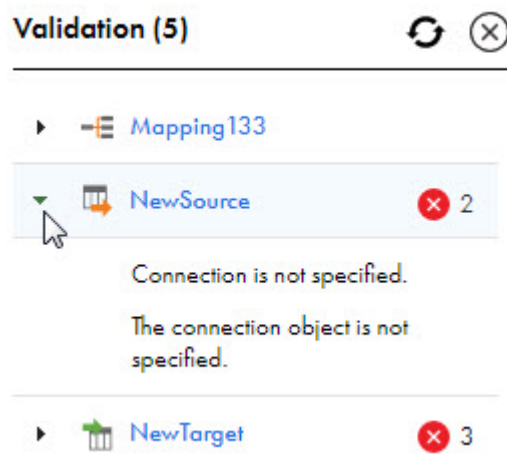 Validation (5)
Mapping133
NewSource 2
Connection is not specified.
The connection object is not
specified.
NewTarget 3